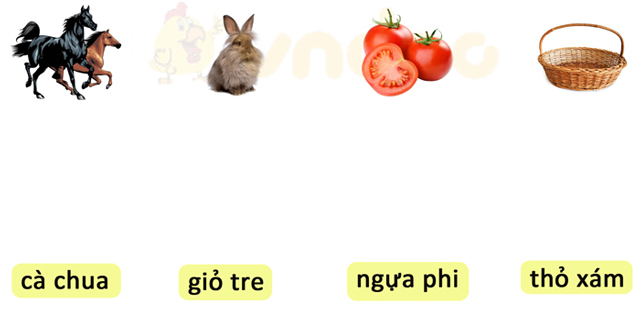 cà chua
giỏ tre
ngựa phi
thỏ xám